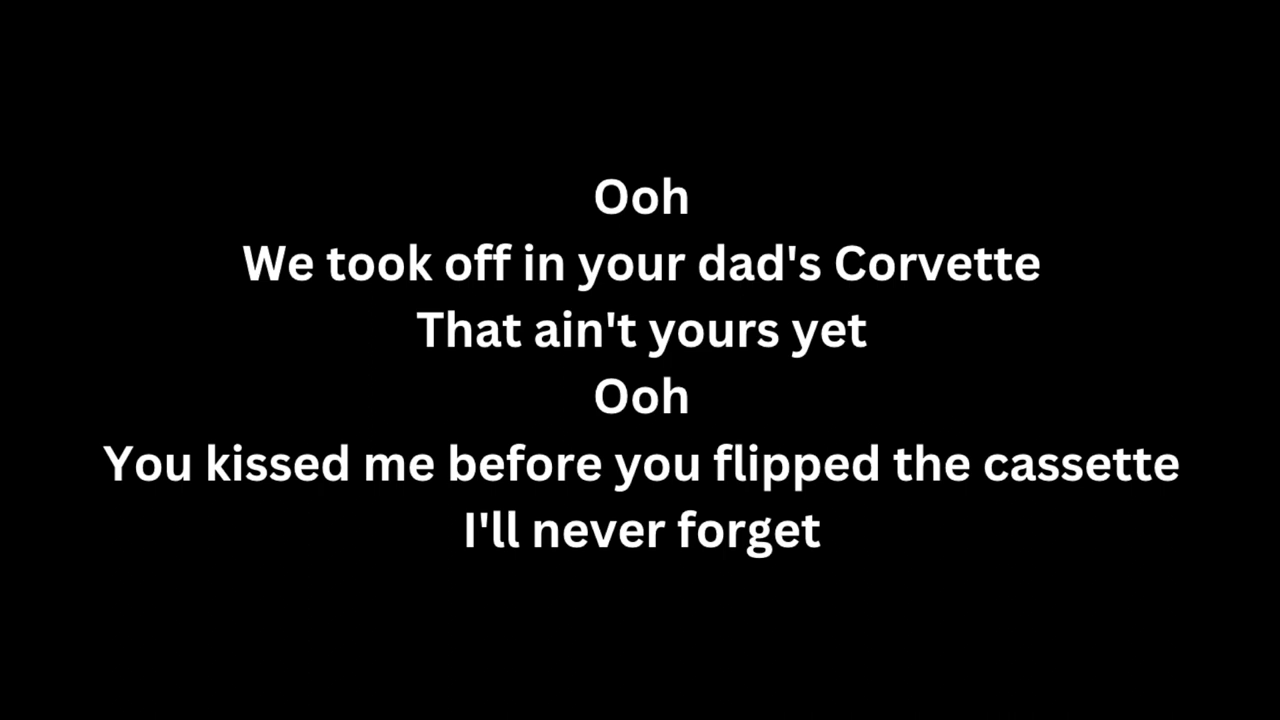 Ooh
We took off in your dad's Corvette
That ain't yours yet
Ooh
You kissed me before you flipped the cassette
I'll never forget